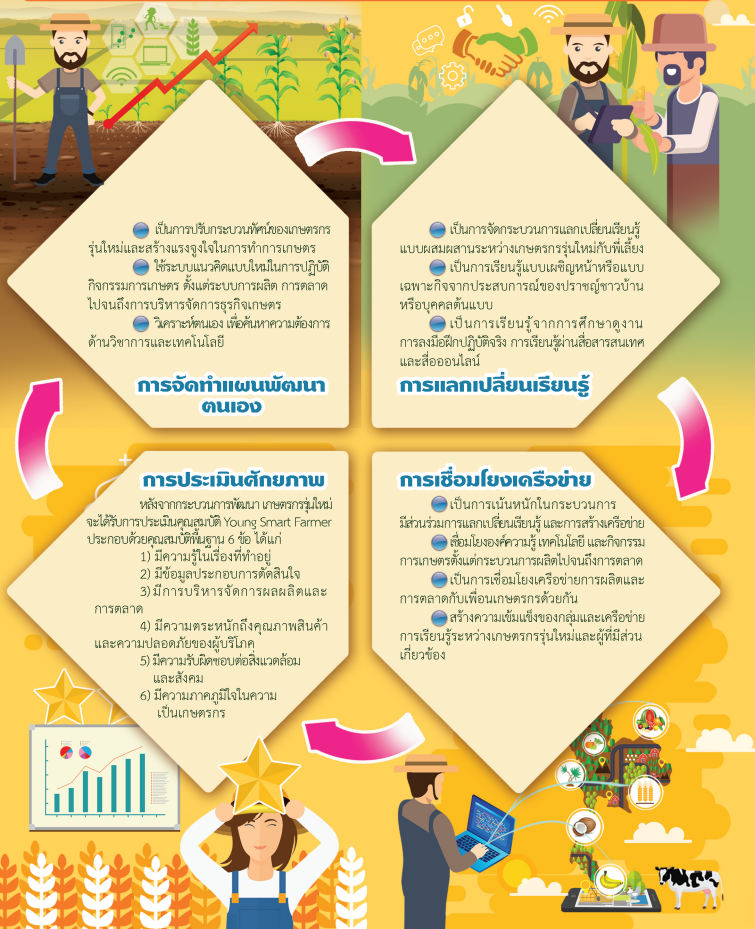 เป็นการปรับกระบวนทัศน์ของเกษตรกร
รุ่นใหม่และสร้างแรงจูงใจในการทำการเกษตร
ใช้ระบบแนวคิดแบบใหม่ในการปฏิบัติ
กิจกรรมการเกษตร ตั้งแต่ระบบการผลิต การตลาด
ไปจนถึงการบริหารจัดการธุรกิจเกษตร
วิเคราะห์ตนเอง เพื่อค้นหาความต้องการ
ด้านวิชาการและเทคโนโลยี
การจัดทำแผนพัฒนา
ตนเอง
เป็นการจัดกระบวนการแลกเปลี่ยนเรียนรู้
แบบผสมผสานระหว่างเกษตรกรรุ่นใหม่กับพี่เลี้ยง
เป็นการเรียนรู้แบบเผชิญหน้าหรือแบบ
เฉพาะกิจจากประสบการณ์ของปราชญ์ชาวบ้าน
หรือบุคคลต้นแบบ
เป็นการเรียนรู้จากการศึกษาดูงาน
การลงมือฝึกปฏิบัติจริง การเรียนรู้ผ่านสื่อสารสนเทศ
และสื่อออนไลน์
การแลกเปลี่ยนเรียนรู้
การเชื่อมโยงเครือข่าย
เป็นการเน้นหนักในกระบวนการ
มีส่วนร่วมการแลกเปลี่ยนเรียนรู้ และการสร้างเครือข่าย
เชื่อมโยงองค์ความรู้ เทคโนโลยี และกิจกรรม
การเกษตรตั้งแต่กระบวนการผลิตไปจนถึงการตลาด
เป็นการเชื่อมโยงเครือข่ายการผลิตและ
การตลาดกับเพื่อนเกษตรกรด้วยกัน
สร้างความเข้มแข็งของกลุ่มและเครือข่าย
การเรียนรู้ระหว่างเกษตรกรรุ่นใหม่และผู้ที่มีส่วน
เกี่ยวข้อง
การประเมินศักยภาพ
หลังจากกระบวนการพัฒนา เกษตรกรรุ่นใหม่
จะได้รับการประเมินคุณสมบัติ Young Smart Farmer
ประกอบด้วยคุณสมบัติพื้นฐาน 6 ข้อ ได้แก่
1) มีความรู้ในเรื่องที่ทำอยู่
2) มีข้อมูลประกอบการตัดสินใจ
3) มีการบริหารจัดการผลผลิตและ
การตลาด
4) มีความตระหนักถึงคุณภาพสินค้า
และความปลอดภัยของผู้บริโภค
5) มีความรับผิดชอบต่อสิ่งแวดล้อม
และสังคม
6) มีความภาคภูมิใจในความ
เป็นเกษตรกร